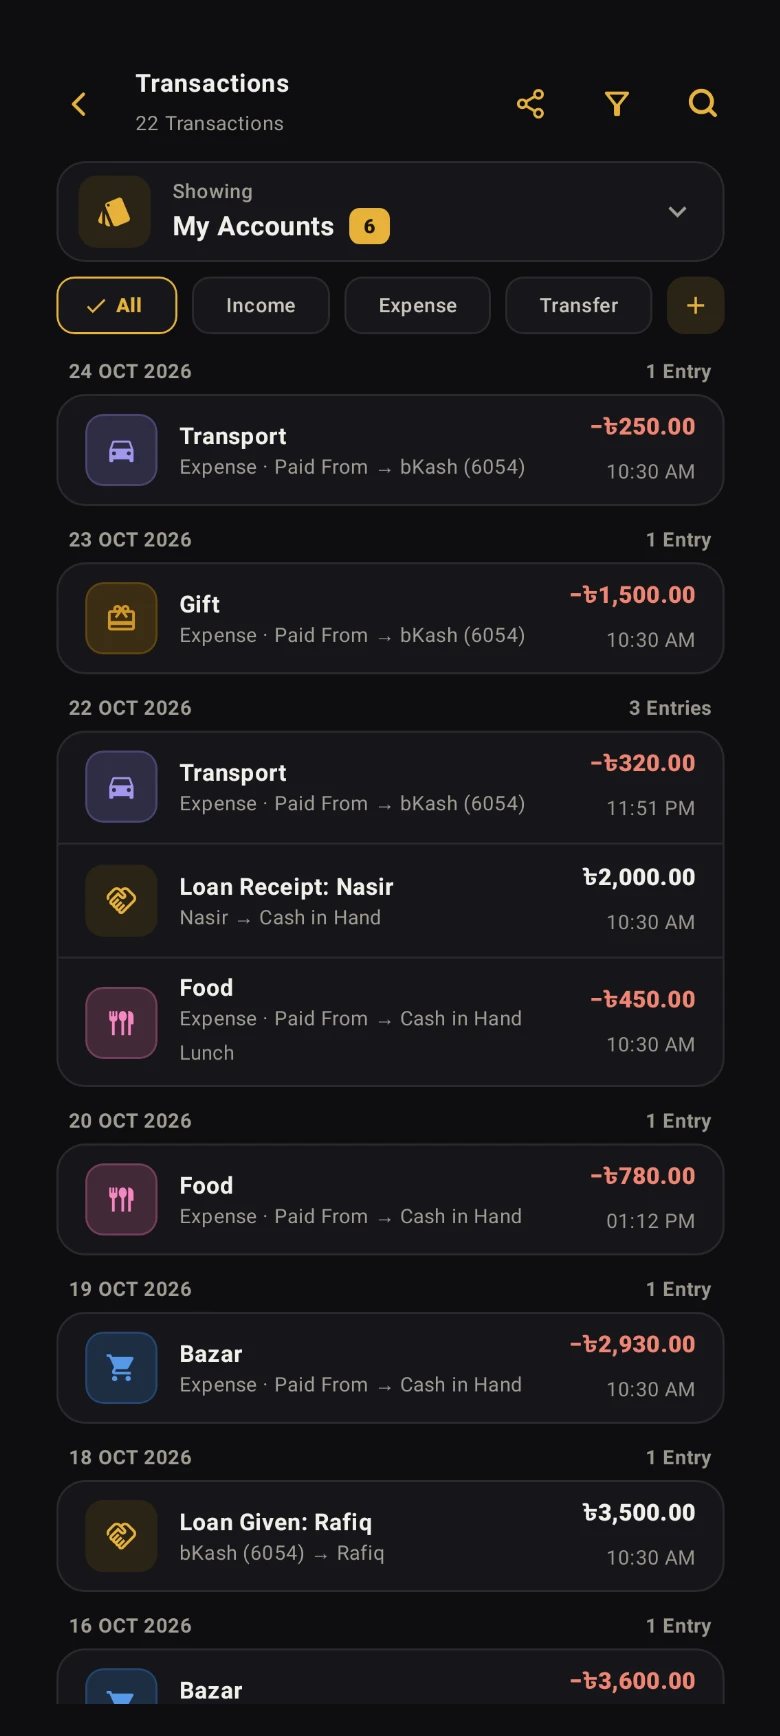 Transactions
22 Transactions
Showing
My Accounts 6
All Income Expense Transfer +
24 OCT 2026 1 Entry
Transport −৳250.00
Expense · Paid From → bKash (6054) 10:30 AM
23 OCT 2026 1 Entry
Gift −৳1,500.00
Expense · Paid From → bKash (6054) 10:30 AM
22 OCT 2026 3 Entries
Transport −৳320.00
Expense · Paid From → bKash (6054) 11:51 PM
Loan Receipt: Nasir ৳2,000.00
Nasir → Cash in Hand 10:30 AM
Food −৳450.00
Expense · Paid From → Cash in Hand 10:30 AM
Lunch
20 OCT 2026 1 Entry
Food −৳780.00
Expense · Paid From → Cash in Hand 01:12 PM
19 OCT 2026 1 Entry
Bazar −৳2,930.00
Expense · Paid From → Cash in Hand 10:30 AM
18 OCT 2026 1 Entry
Loan Given: Rafiq ৳3,500.00
bKash (6054) → Rafiq 10:30 AM
16 OCT 2026 1 Entry
Bazar −৳3,600.00